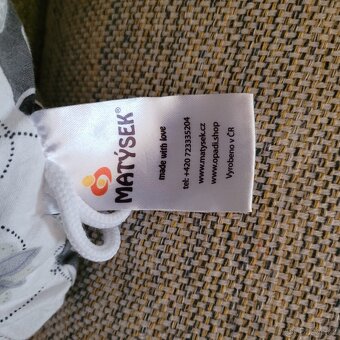 MATÝSEK®
made with love
tel: +420 723335204
www.matysek.cz
www.opadi.shop
Vyrobeno v ČR